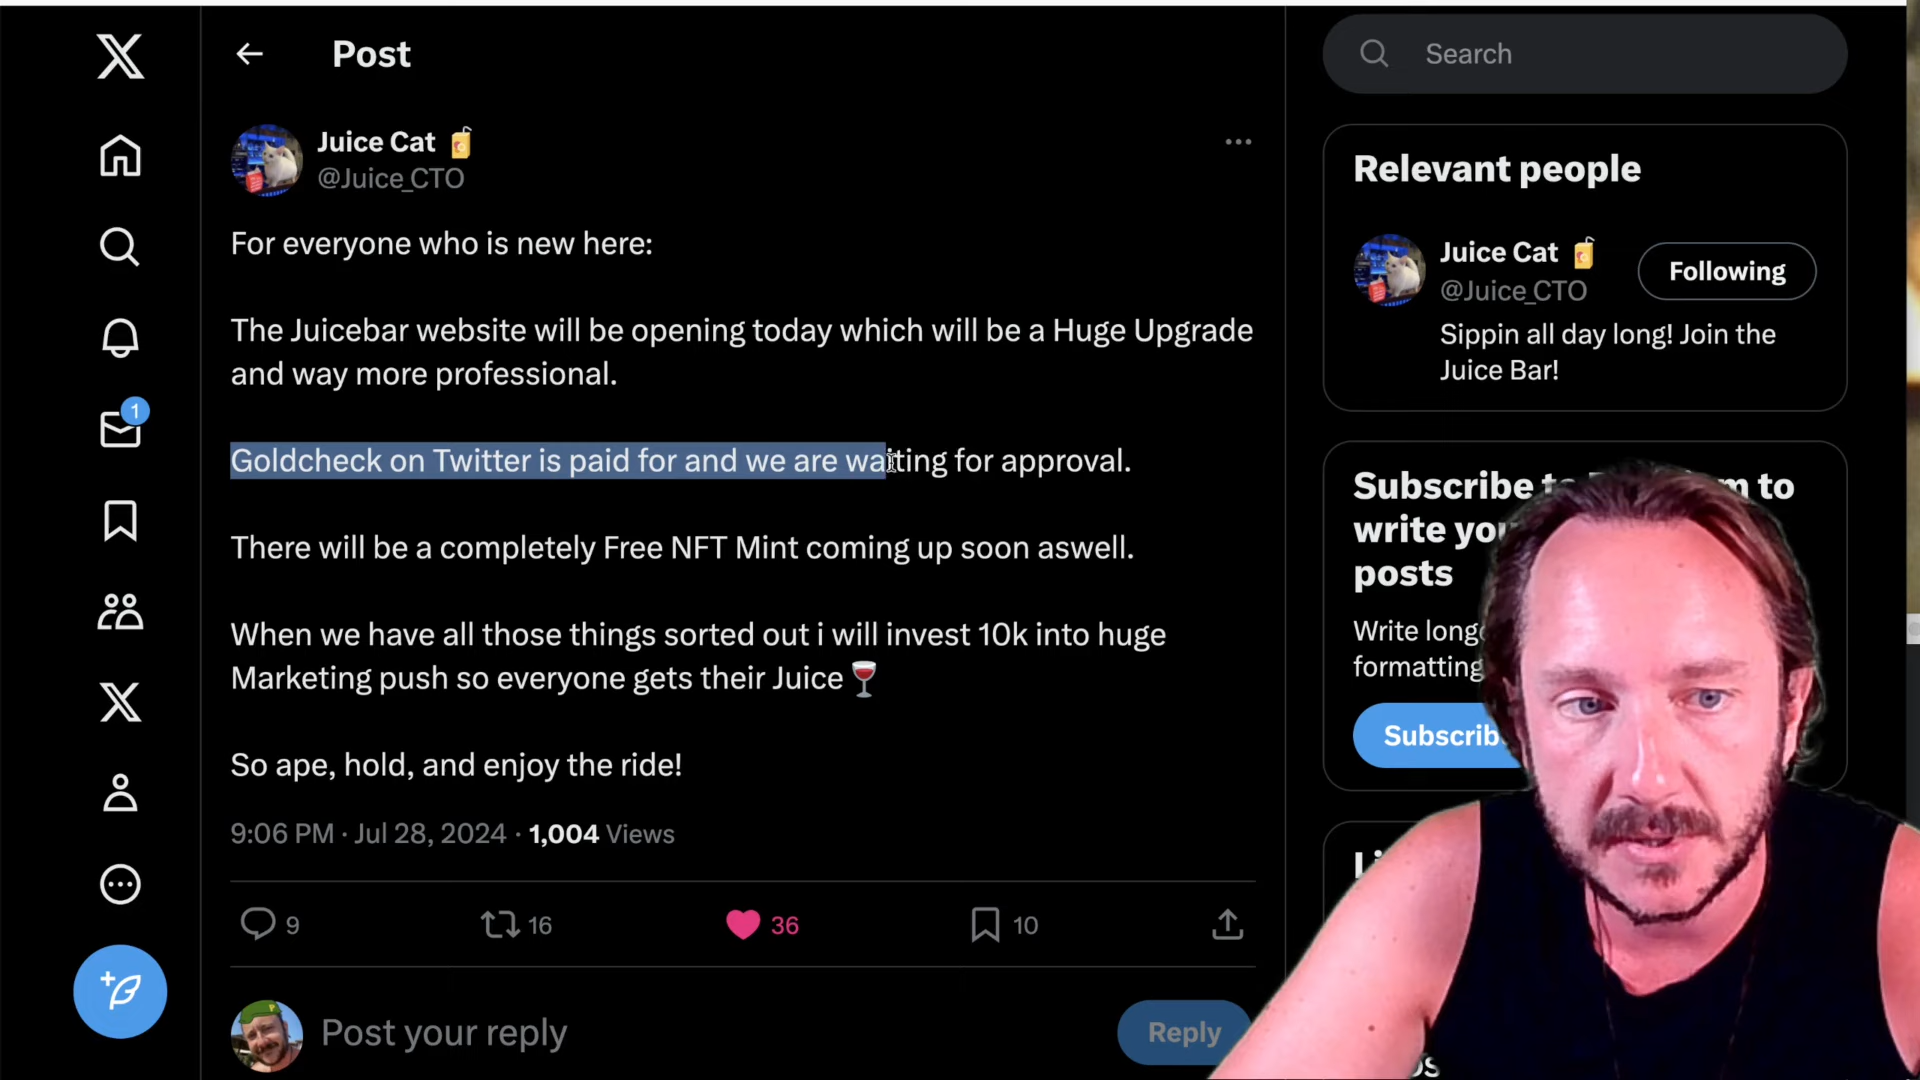 Post
Search
Juice Cat
@Juice_CTO
For everyone who is new here:
The Juicebar website will be opening today which will be a Huge Upgrade
and way more professional.
Goldcheck on Twitter is paid for and we are waiting for approval.
There will be a completely Free NFT Mint coming up soon aswell.
When we have all those things sorted out i will invest 10k into huge
Marketing push so everyone gets their Juice 🍷
So ape, hold, and enjoy the ride!
9:06 PM · Jul 28, 2024 · 1,004 Views
9
16
36
10
Post your reply
Reply
1
Relevant people
Juice Cat
@Juice_CTO
Following
Sippin all day long! Join the
Juice Bar!
Subscribe to to
write
posts
Write
formatting